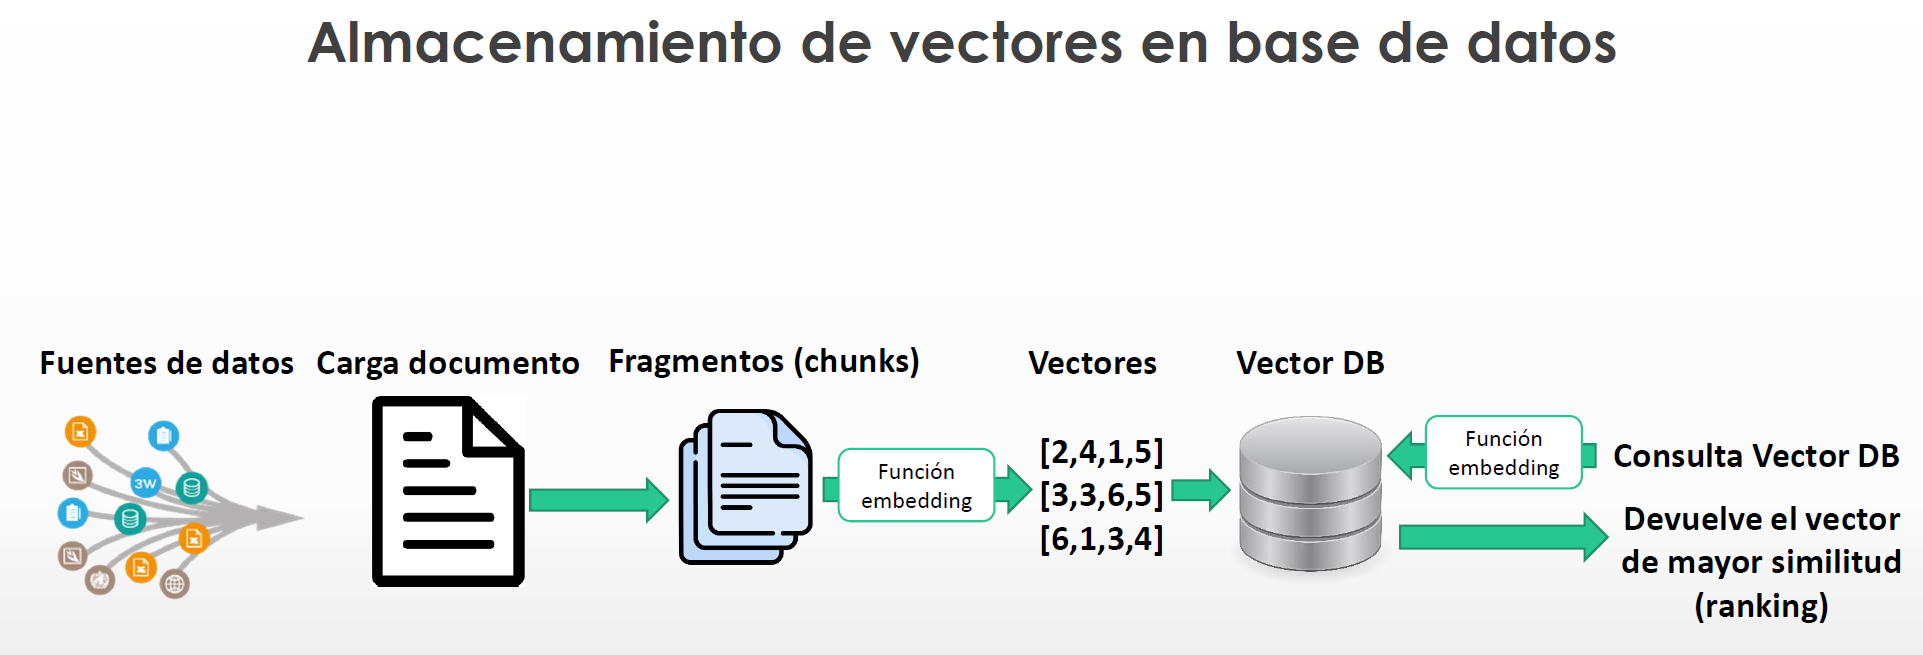 Almacenamiento de vectores en base de datos
Fuentes de datos
Carga documento
Fragmentos (chunks)
Vectores
Vector DB
3W
Función
embedding
[2,4,1,5]
[3,3,6,5]
[6,1,3,4]
Función
embedding
Consulta Vector DB
Devuelve el vector
de mayor similitud
(ranking)